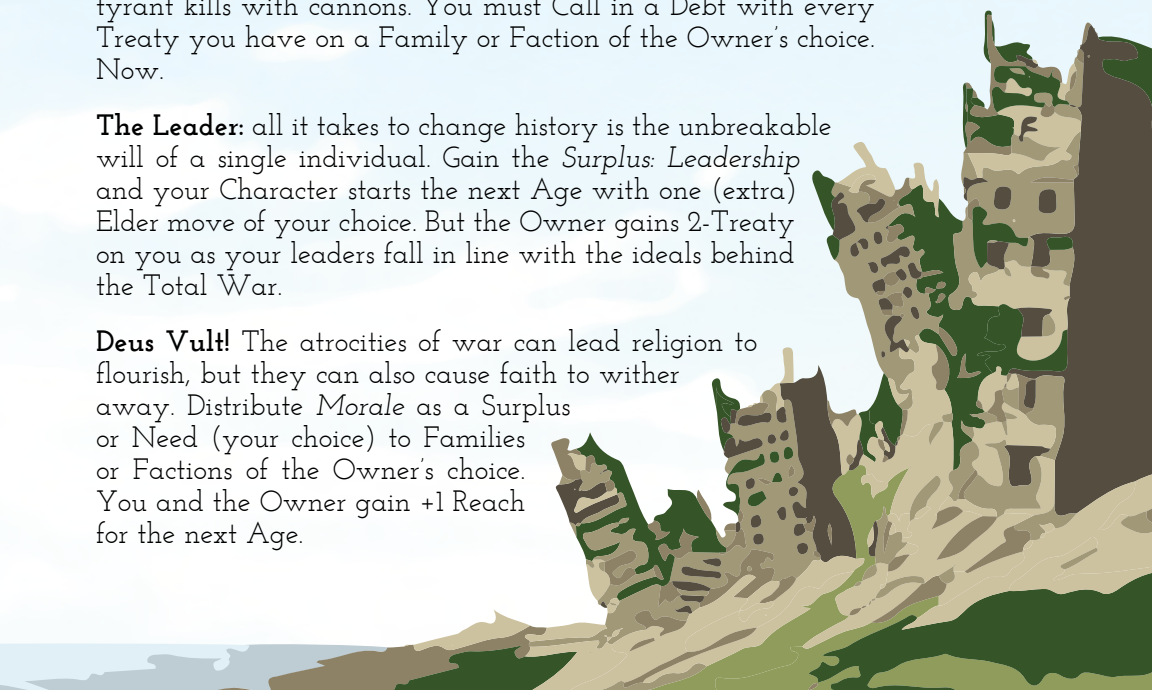 tyrant kills with cannons. You must Call in a Debt with every
Treaty you have on a Family or Faction of the Owner's choice.
Now.
The Leader: all it takes to change history is the unbreakable
will of a single individual. Gain the Surplus: Leadership
and your Character starts the next Age with one (extra)
Elder move of your choice. But the Owner gains 2-Treaty
on you as your leaders fall in line with the ideals behind
the Total War.
Deus Vult! The atrocities of war can lead religion to
flourish, but they can also cause faith to wither
away. Distribute Morale as a Surplus
or Need (your choice) to Families
or Factions of the Owner's choice.
You and the Owner gain +1 Reach
for the next Age.